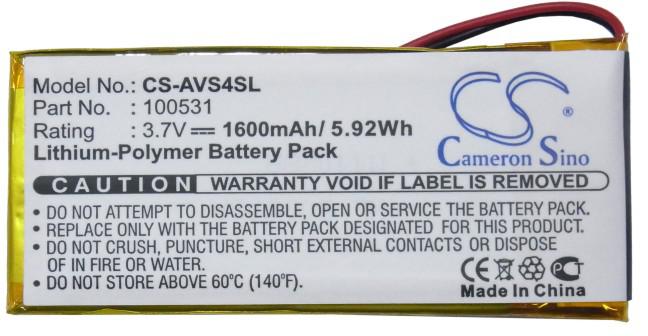 Model No.: CS-AVS4SL
Part No. : 100531
Rating : 3.7V 1600mAh/ 5.92Wh
Lithium-Polymer Battery Pack
CS
®
Cameron Sino
CAUTION WARRANTY VOID IF LABEL IS REMOVED
• DO NOT ATTEMPT TO DISASSEMBLE, OPEN OR SERVICE THE BATTERY PACK.
• REPLACE ONLY WITH THE BATTERY PACK DESIGNATED FOR THIS PRODUCT.
• DO NOT CRUSH, PUNCTURE, SHORT EXTERNAL CONTACTS OR DISPOSE
OF IN FIRE OR WATER.
• DO NOT STORE ABOVE 60°C (140°F)
CE
Made In China